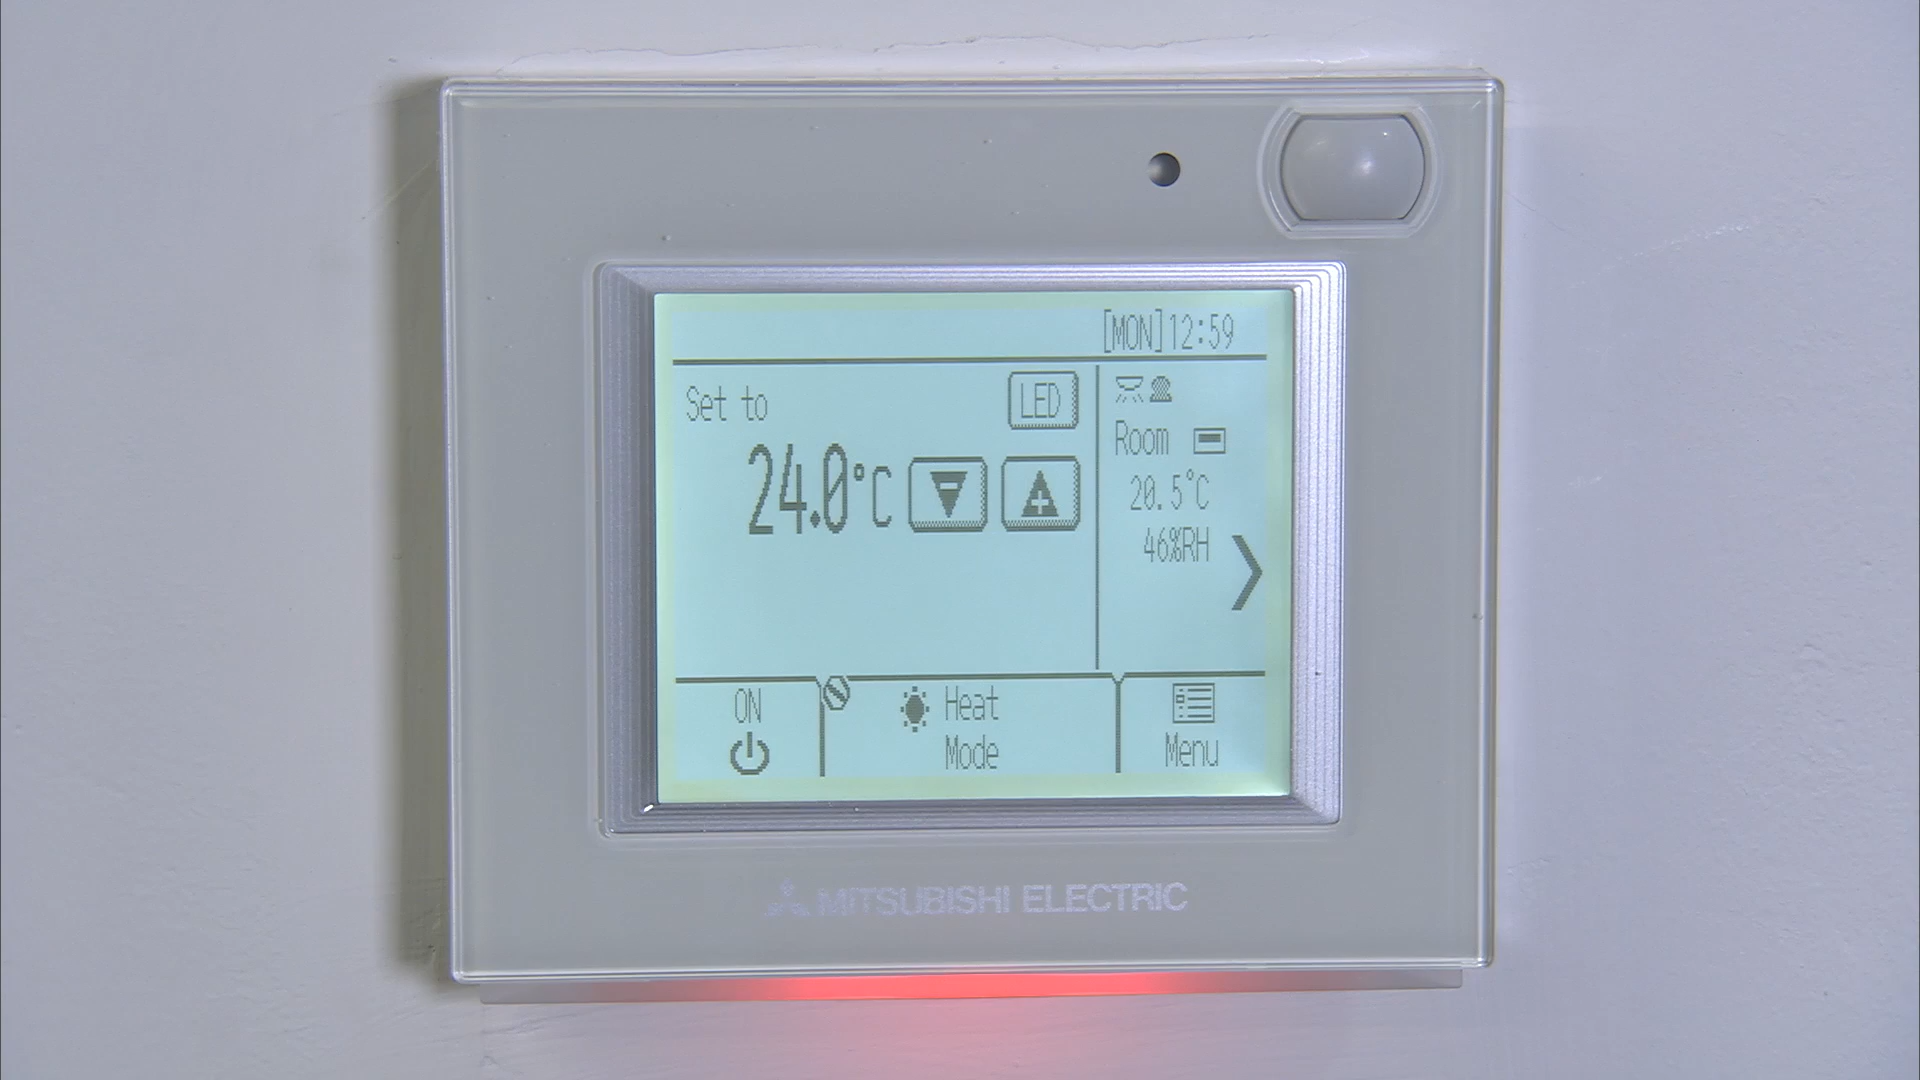 [MON]12:59
Set to
LED
24.0°C
Room
20.5°C
46%RH
ON
Heat
Mode
Menu
MITSUBISHI ELECTRIC